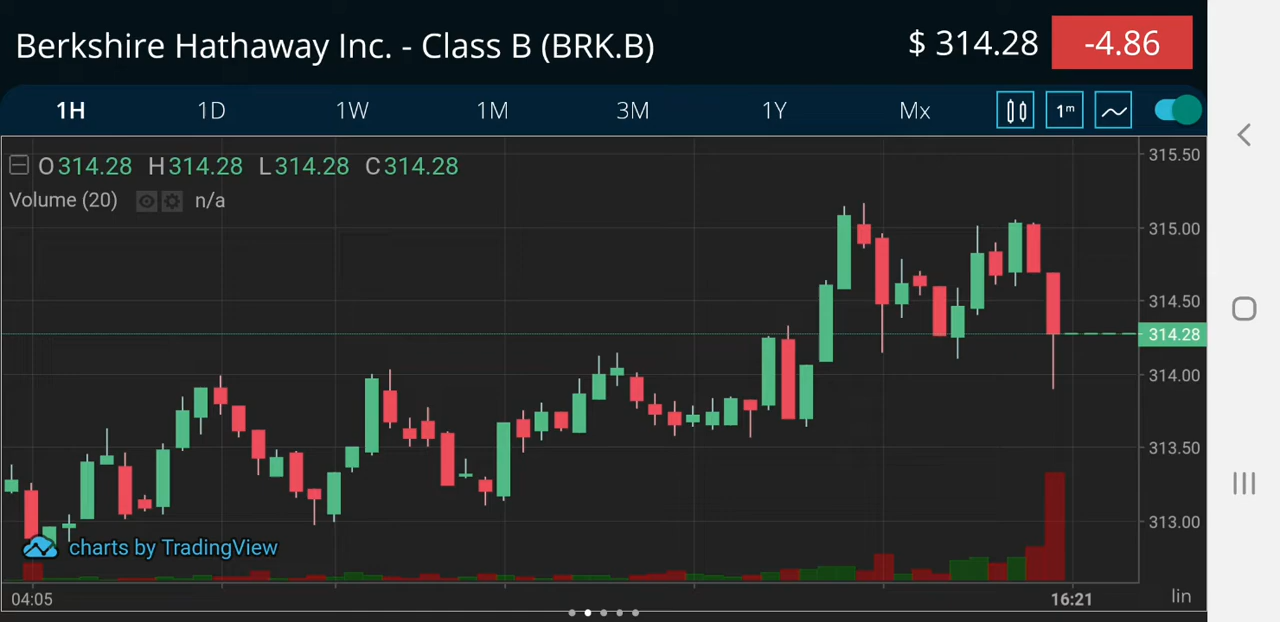 Berkshire Hathaway Inc. - Class B (BRK.B) $ 314.28 -4.86
1H 1D 1W 1M 3M 1Y Mx 1m
O314.28 H314.28 L314.28 C314.28
Volume (20) n/a
315.50
315.00
314.50
314.28
314.00
313.50
313.00
charts by TradingView
04:05 16:21 lin